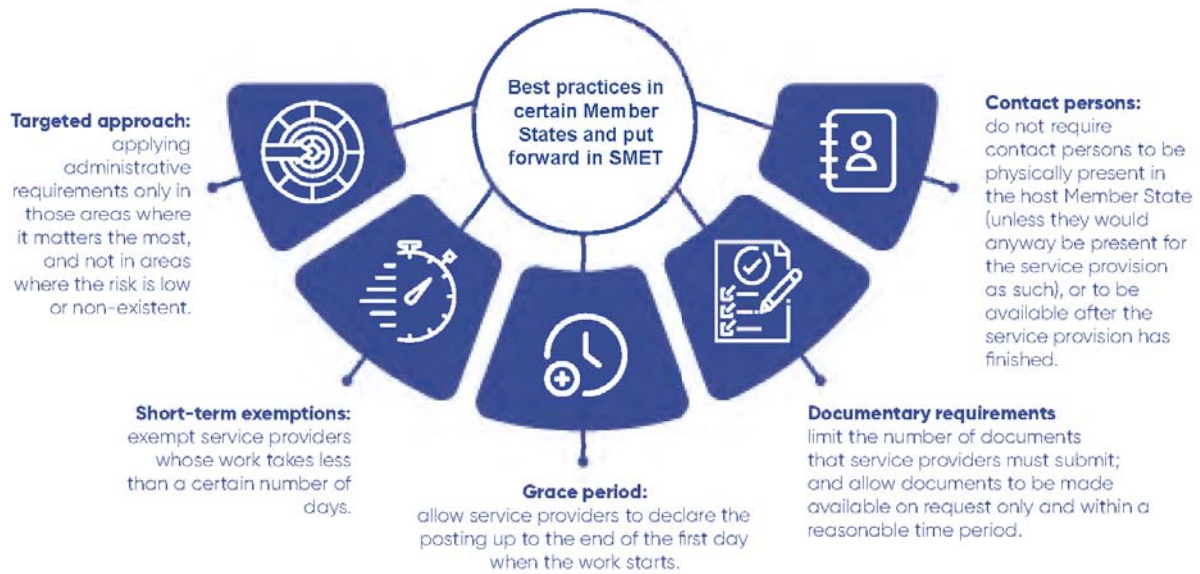 Best practices in
certain Member
States and put
forward in SMET
Targeted approach:
applying
administrative
requirements only in
those areas where
it matters the most,
and not in areas
where the risk is low
or non-existent.
Short-term exemptions:
exempt service providers
whose work takes less
than a certain number of
days.
Grace period:
allow service providers to declare the
posting up to the end of the first day
when the work starts.
Documentary requirements
limit the number of documents
that service providers must submit;
and allow documents to be made
available on request only and within a
reasonable time period.
Contact persons:
do not require
contact persons to be
physically present in
the host Member State
(unless they would
anyway be present for
the service provision
as such), or to be
available after the
service provision has
finished.